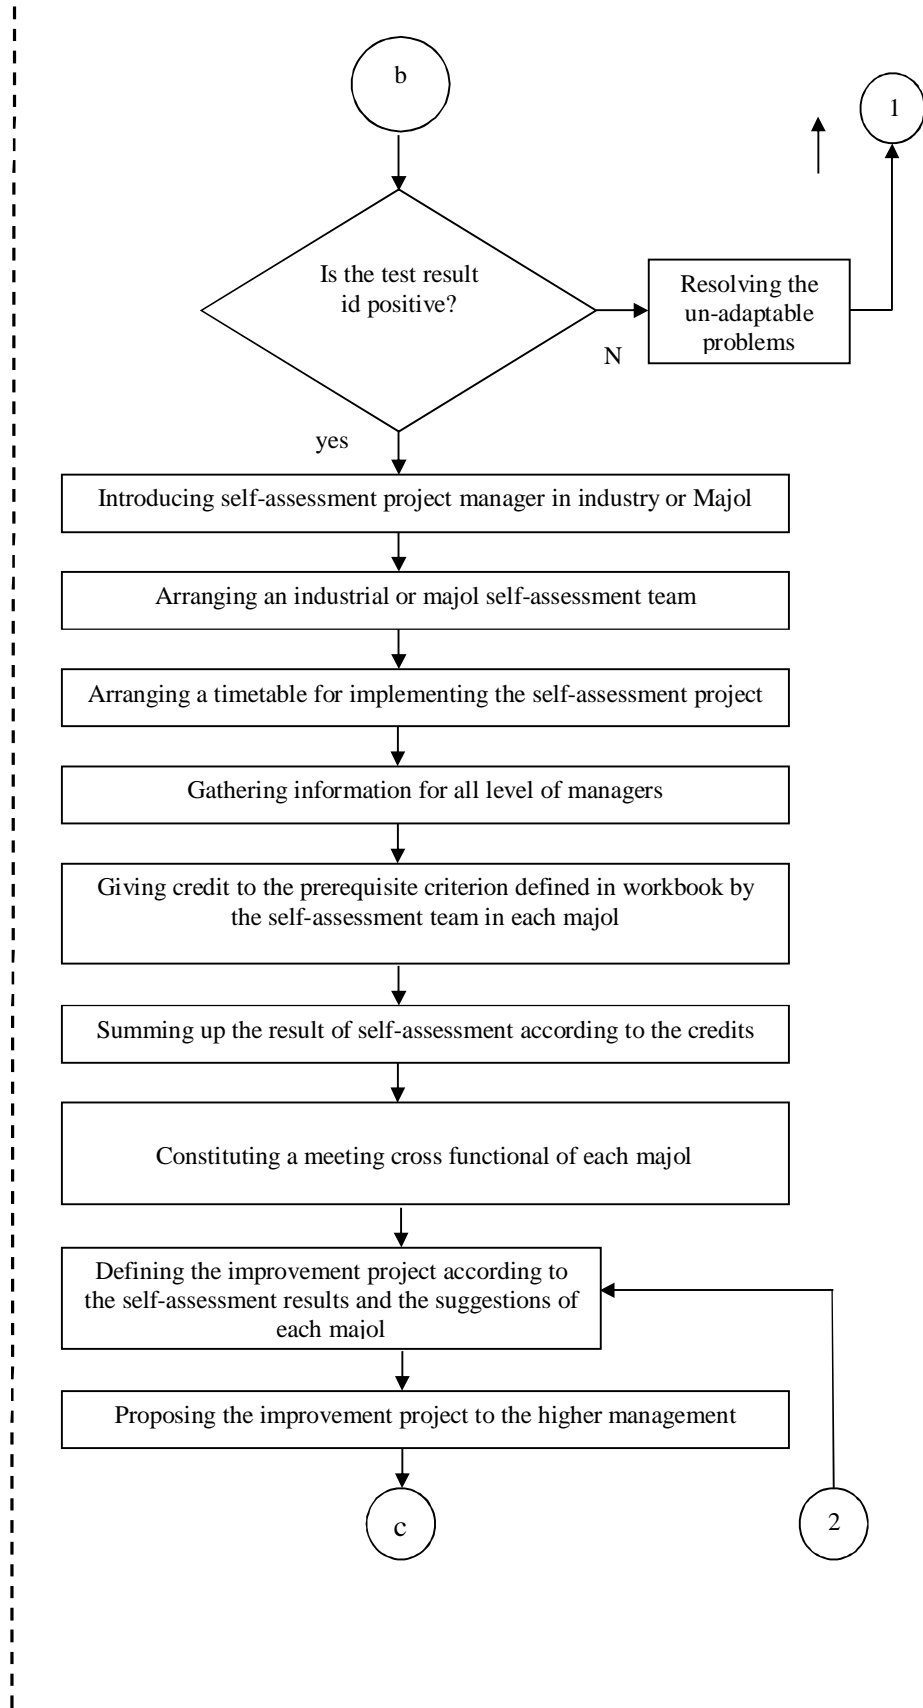 b
1
Is the test result
id positive?
Resolving the
un-adaptable
problems
N
yes
Introducing self-assessment project manager in industry or Majol
Arranging an industrial or majol self-assessment team
Arranging a timetable for implementing the self-assessment project
Gathering information for all level of managers
Giving credit to the prerequisite criterion defined in workbook by
the self-assessment team in each majol
Summing up the result of self-assessment according to the credits
Constituting a meeting cross functional of each majol
Defining the improvement project according to
the self-assessment results and the suggestions of
each majol
Proposing the improvement project to the higher management
c
2